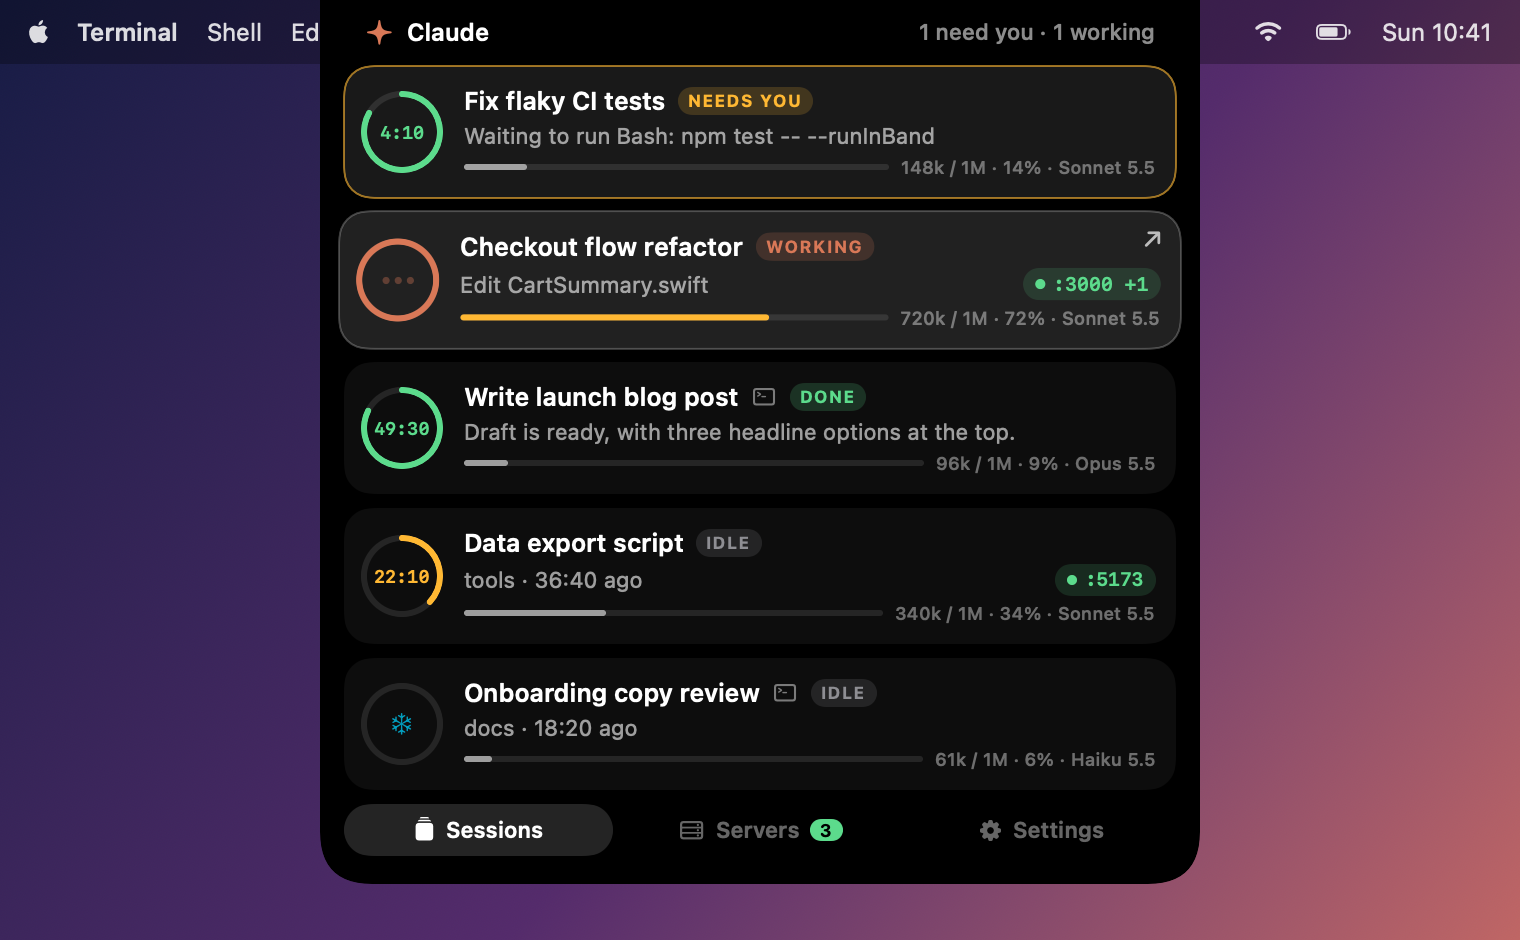 Terminal Shell Ed
Claude 1 need you · 1 working
Sun 10:41
4:10
Fix flaky CI tests NEEDS YOU
Waiting to run Bash: npm test -- --runInBand
148k / 1M · 14% · Sonnet 5.5
Checkout flow refactor WORKING
Edit CartSummary.swift
:3000 +1
720k / 1M · 72% · Sonnet 5.5
49:30
Write launch blog post DONE
Draft is ready, with three headline options at the top.
96k / 1M · 9% · Opus 5.5
22:10
Data export script IDLE
tools · 36:40 ago
:5173
340k / 1M · 34% · Sonnet 5.5
Onboarding copy review IDLE
docs · 18:20 ago
61k / 1M · 6% · Haiku 5.5
Sessions Servers 3 Settings